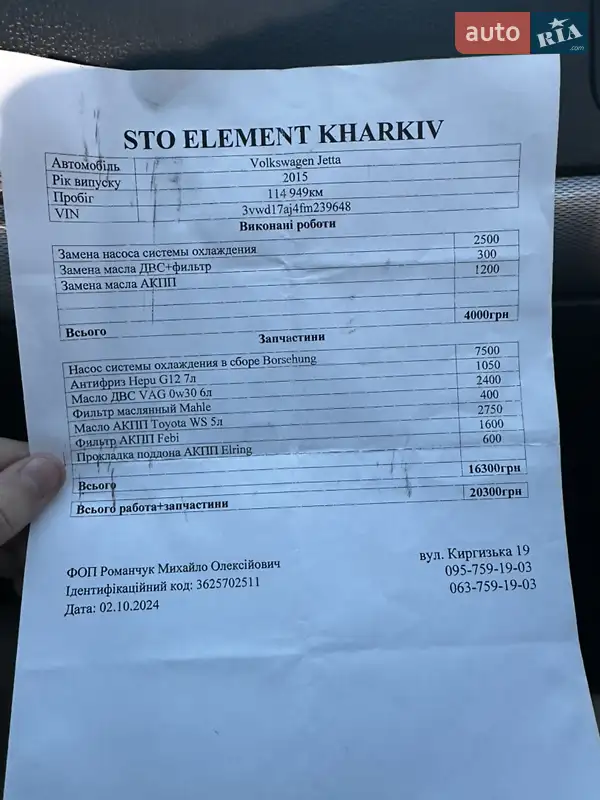 auto RIA .com
STO ELEMENT KHARKIV
Автомобіль Volkswagen Jetta
Рік випуску 2015
Пробіг 114 949км
VIN 3vwd17aj4fm239648
Виконані роботи
Замена насоса системы охлаждения 2500
Замена масла ДВС+фильтр 300
Замена масла АКПП 1200
Всього 4000грн
Запчастини
Насос системы охлаждения в сборе Borsehung 7500
Антифриз Hepu G12 7л 1050
Масло ДВС VAG 0w30 6л 2400
Фильтр маслянный Mahle 400
Масло АКПП Toyota WS 5л 2750
Фильтр АКПП Febi 1600
Прокладка поддона АКПП Elring 600
Всього 16300грн
Всього работа+запчастини 20300грн
ФОП Романчук Михайло Олексійович
Ідентифікаційний код: 3625702511
Дата: 02.10.2024
вул. Киргизька 19
095-759-19-03
063-759-19-03